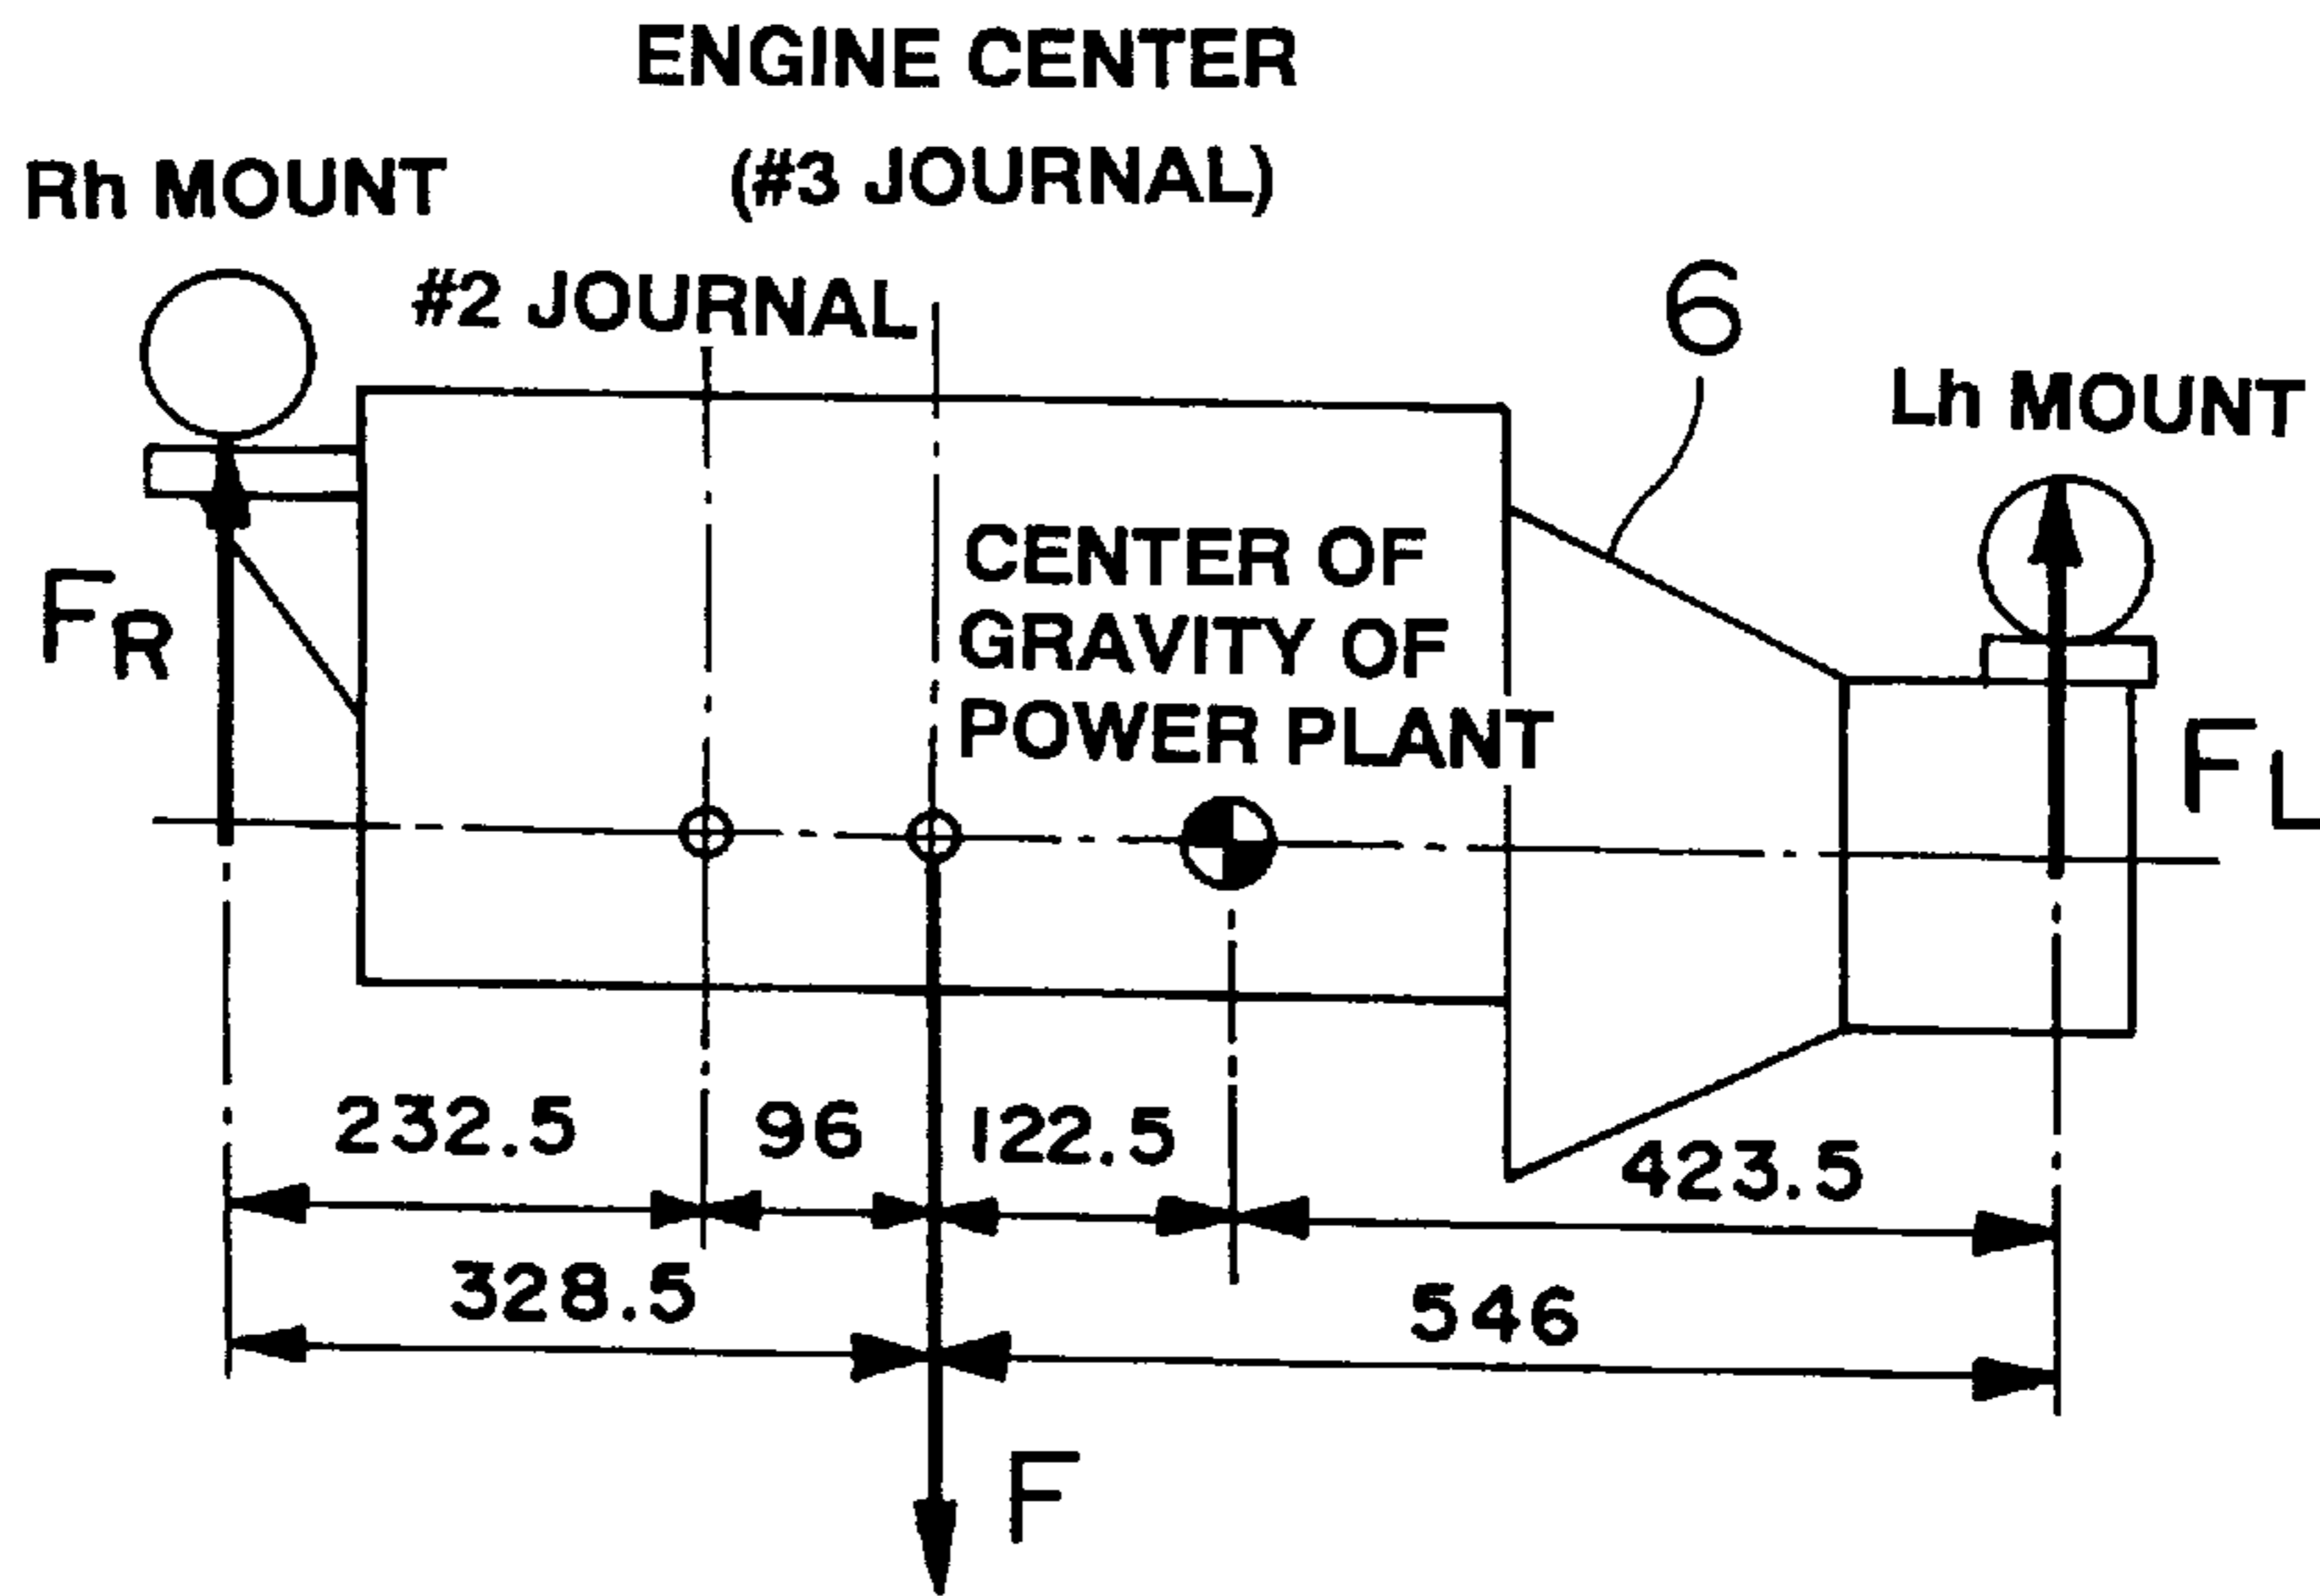 ENGINE CENTER
(#3 JOURNAL)
Rh MOUNT
#2 JOURNAL
6
Lh MOUNT
CENTER OF
GRAVITY OF
POWER PLANT
FR
FL
232.5
96
122.5
423.5
328.5
546
F